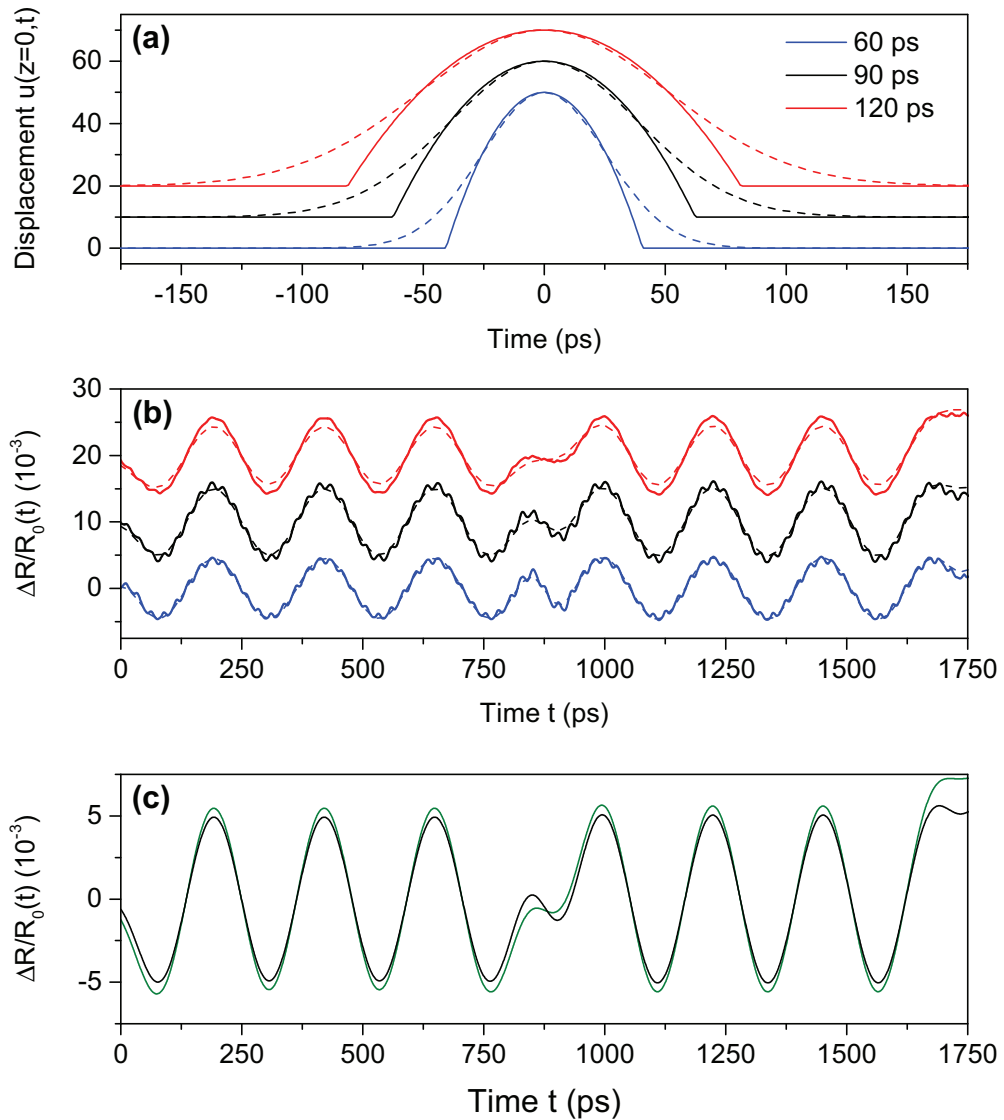 (a)
60 ps
90 ps
120 ps
Displacement u(z=0,t)
60
40
20
0
-150 -100 -50 0 50 100 150
Time (ps)
(b)
ΔR/R₀(t) (10⁻³)
30
20
10
0
0 250 500 750 1000 1250 1500 1750
Time t (ps)
(c)
ΔR/R₀(t) (10⁻³)
5
0
-5
0 250 500 750 1000 1250 1500 1750
Time t (ps)